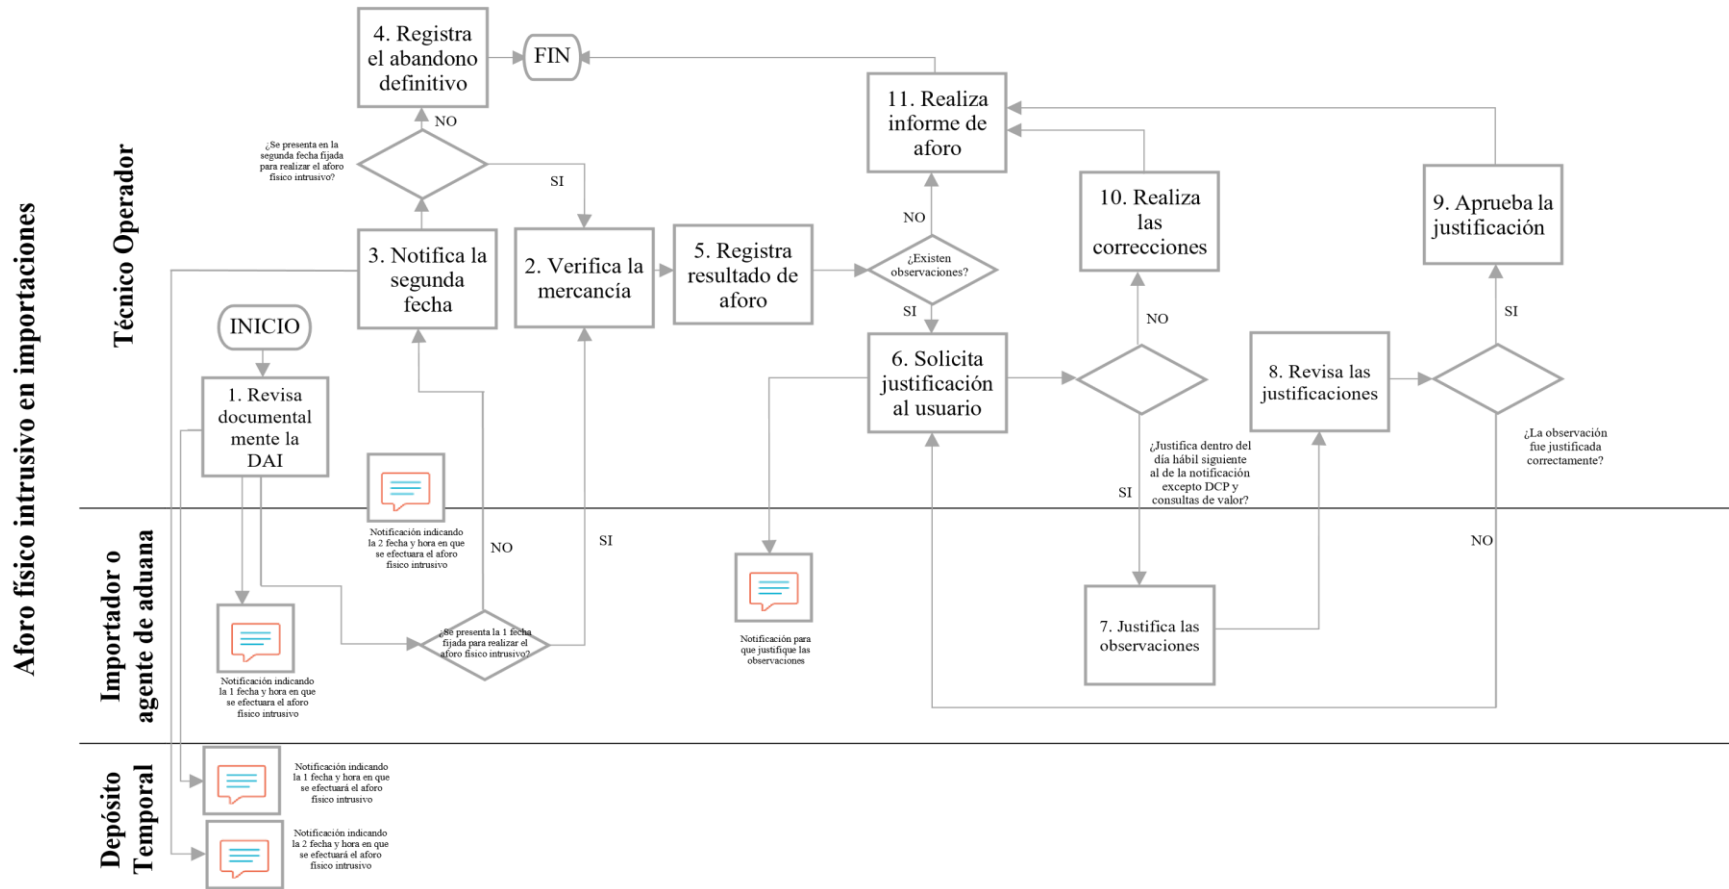 Aforo físico intrusivo en importaciones
Técnico Operador
4. Registra
el abandono
definitivo
FIN
NO
¿Se presenta en la
segunda fecha fijada
para realizar el aforo
físico intrusivo?
SI
3. Notifica la
segunda
fecha
2. Verifica la
mercancía
5. Registra
resultado de
aforo
¿Existen
observaciones?
NO
SI
11. Realiza
informe de
aforo
10. Realiza
las
correcciones
9. Aprueba la
justificación
INICIO
1. Revisa
documental
mente la
DAI
6. Solicita
justificación
al usuario
NO
¿Justifica dentro del
día hábil siguiente
al de la notificación
excepto DCP y
consultas de valor?
SI
8. Revisa las
justificaciones
SI
¿La observación
fue justificada
correctamente?
NO
Importador o
agente de aduana
Notificación indicando
la 2 fecha y hora en que
se efectuara el aforo
físico intrusivo
NO
SI
¿Se presenta la 1 fecha
fijada para realizar el
aforo físico intrusivo?
Notificación indicando
la 1 fecha y hora en que
se efectuara el aforo
físico intrusivo
Notificación para
que justifique las
observaciones
7. Justifica las
observaciones
Depósito
Temporal
Notificación indicando
la 1 fecha y hora en que
se efectuará el aforo
físico intrusivo
Notificación indicando
la 2 fecha y hora en que
se efectuará el aforo
físico intrusivo